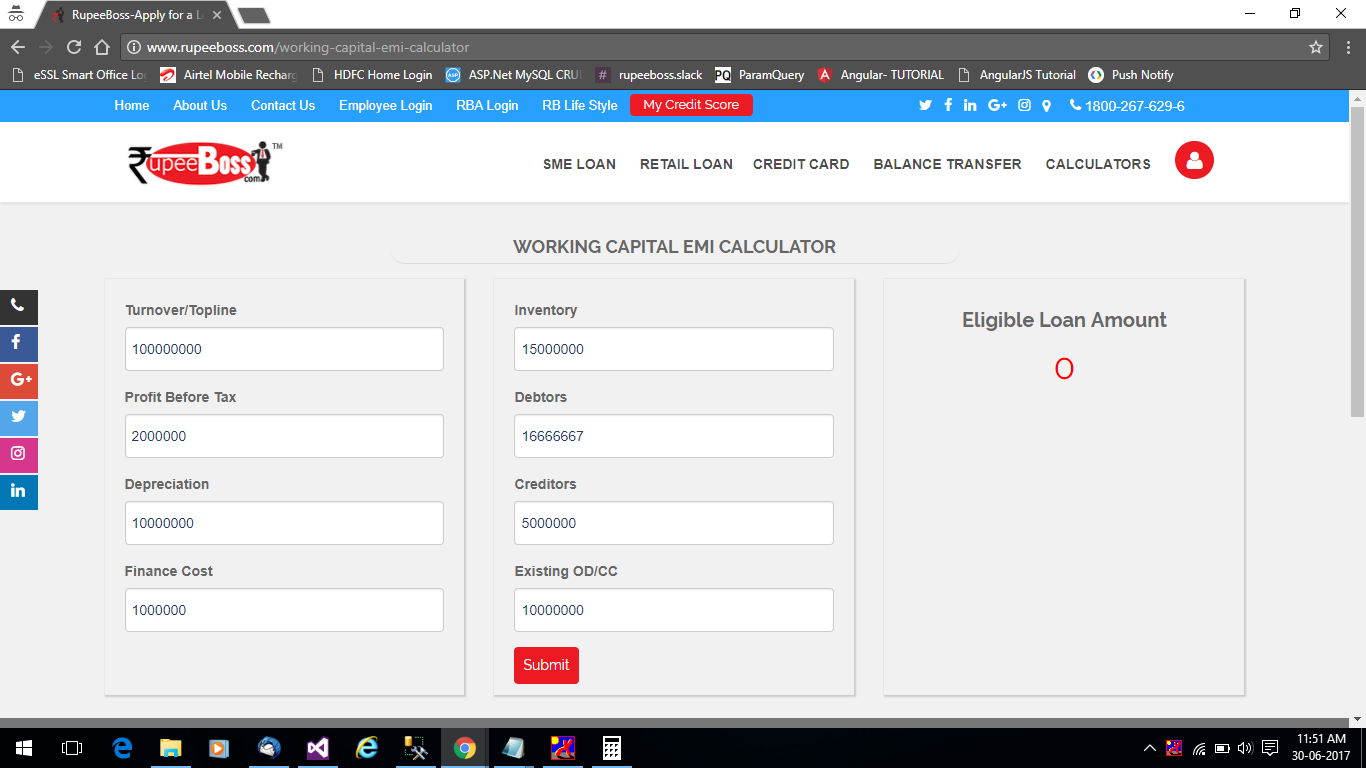 RupeeBoss-Apply for a L
www.rupeeboss.com/working-capital-emi-calculator
eSSL Smart Office Lo
Airtel Mobile Recharg
HDFC Home Login
ASP.Net MySQL CRU
rupeeboss.slack
ParamQuery
Angular- TUTORIAL
AngularJS Tutorial
Push Notify
Home
About Us
Contact Us
Employee Login
RBA Login
RB Life Style
My Credit Score
1800-267-629-6
RupeeBoss.com TM
SME LOAN
RETAIL LOAN
CREDIT CARD
BALANCE TRANSFER
CALCULATORS
WORKING CAPITAL EMI CALCULATOR
Turnover/Topline
100000000
Profit Before Tax
2000000
Depreciation
10000000
Finance Cost
1000000
Inventory
15000000
Debtors
16666667
Creditors
5000000
Existing OD/CC
10000000
Submit
Eligible Loan Amount
0
11:51 AM
30-06-2017